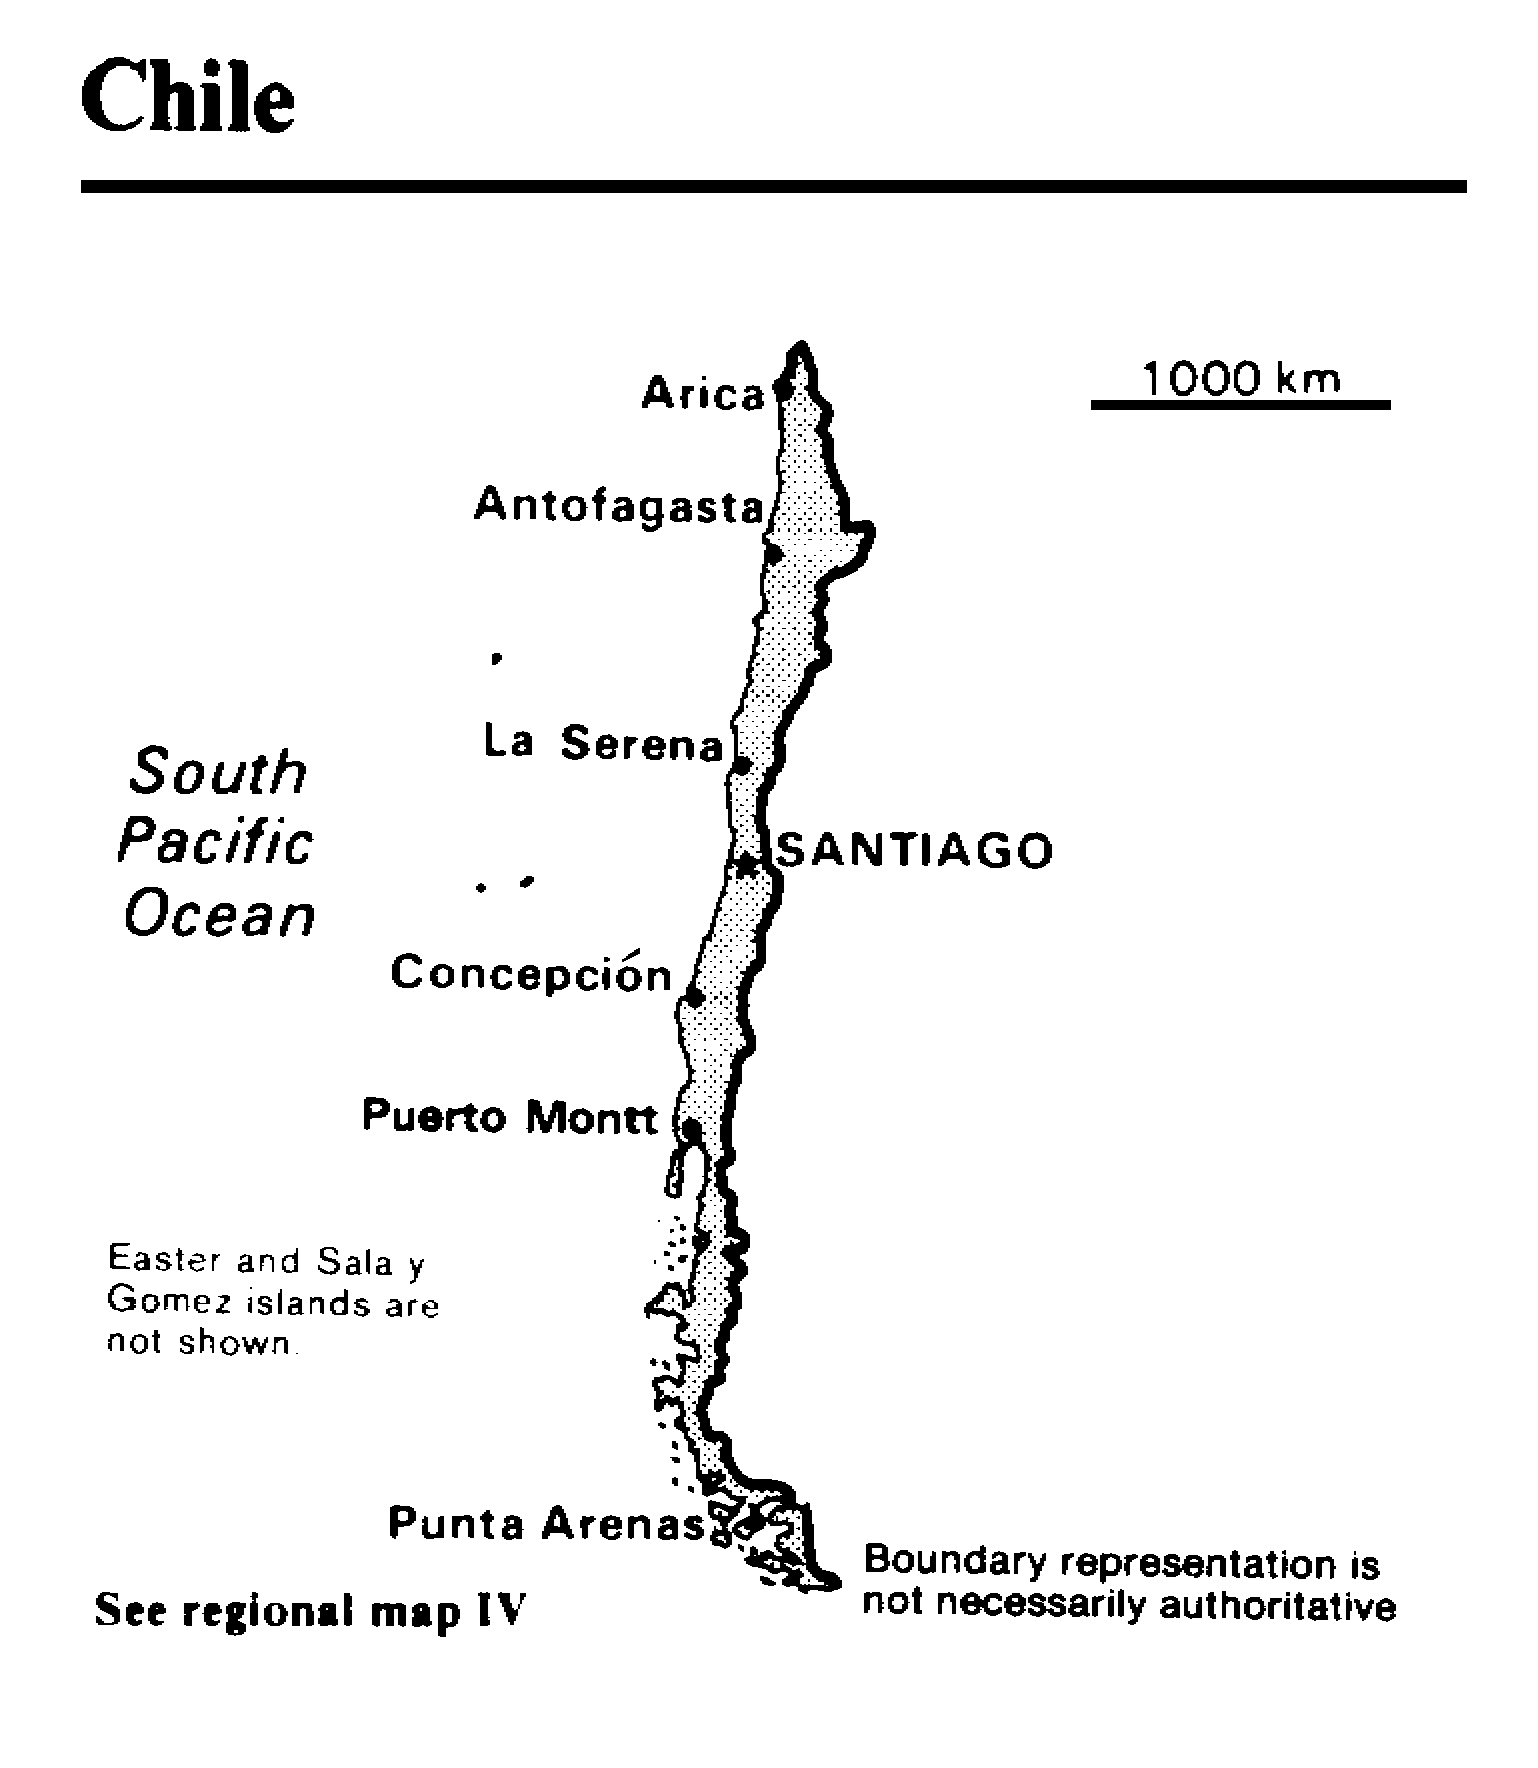 Chile
Arica
1000 km
Antofagasta
La Serena
South
Pacific
Ocean
SANTIAGO
Concepción
Puerto Montt
Easter and Sala y
Gomez islands are
not shown.
Punta Arenas
Boundary representation is
not necessarily authoritative
See regional map IV